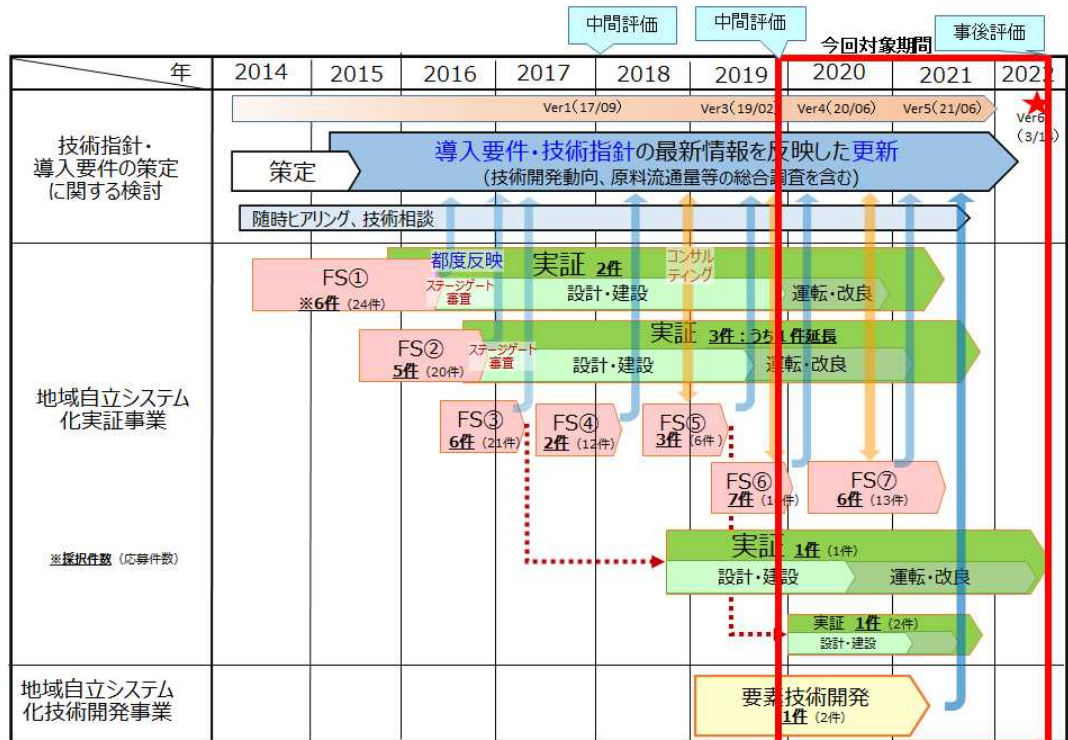 中間評価
中間評価
今回対象期間
事後評価
年
2014
2015
2016
2017
2018
2019
2020
2021
2022
Ver1(17/09)
Ver3(19/02)
Ver4(20/06)
Ver5(21/06)
Ver6
技術指針・
導入要件の策定
に関する検討
策定
導入要件・技術指針の最新情報を反映した更新
(技術開発動向、原料流通量等の総合調査を含む)
随時ヒアリング、技術相談
地域自立システム
化実証事業
FS①
※6件 (24件)
都度反映
ステージゲート
審査
実証 2件
コンサル
ティング
設計・建設
運転・改良
FS②
5件 (20件)
ステージゲート
審査
実証 3件:うち1件延長
設計・建設
運転・改良
FS③
6件 (21件)
FS④
2件 (12件)
FS⑤
3件 (6件)
FS⑥
7件
FS⑦
6件 (13件)
※採択件数 (応募件数)
実証 1件 (1件)
設計・建設
運転・改良
実証 1件 (2件)
設計・建設
地域自立システム
化技術開発事業
要素技術開発
1件 (2件)